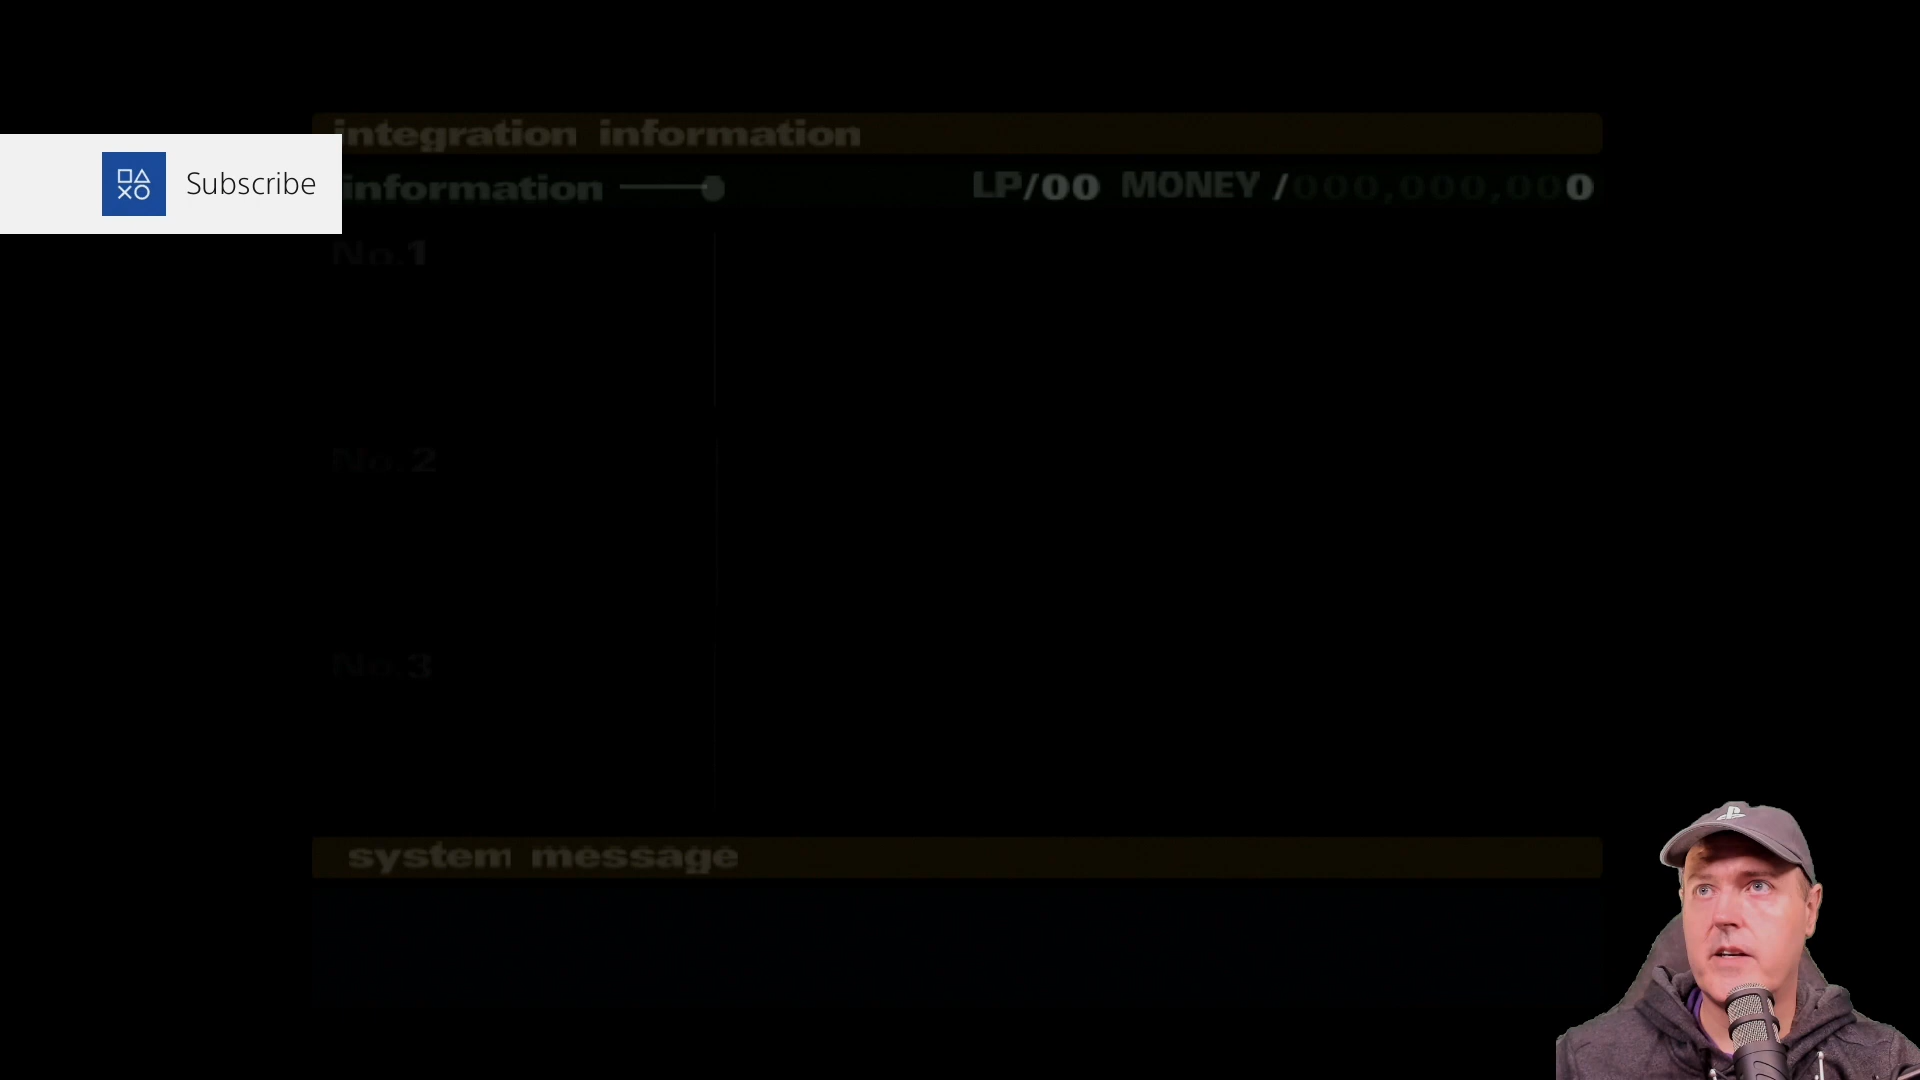 integration information
Subscribe
information LP/00 MONEY /000,000,000
No.1
No.2
No.3
system message